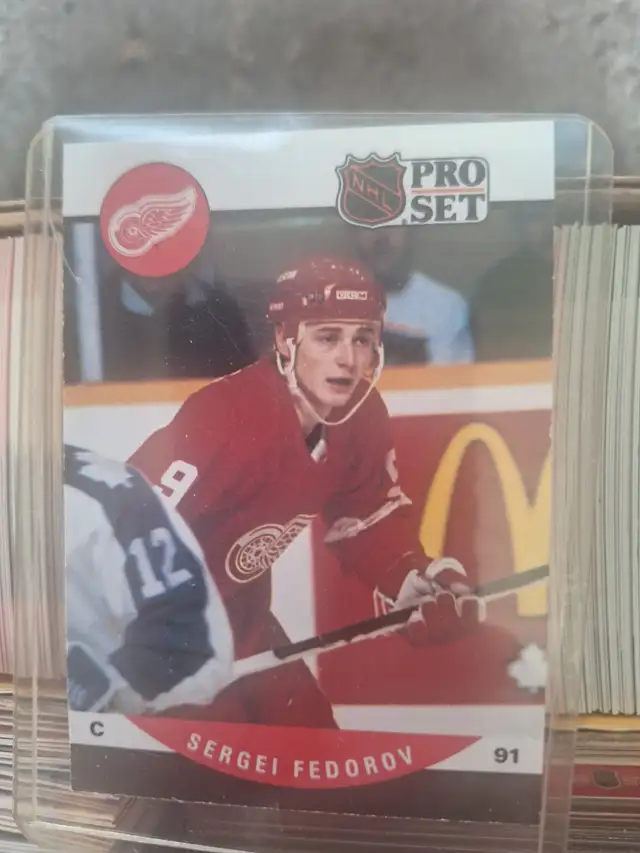 NHL
PRO
SET
CCM
9
12
C
SERGEI FEDOROV
91